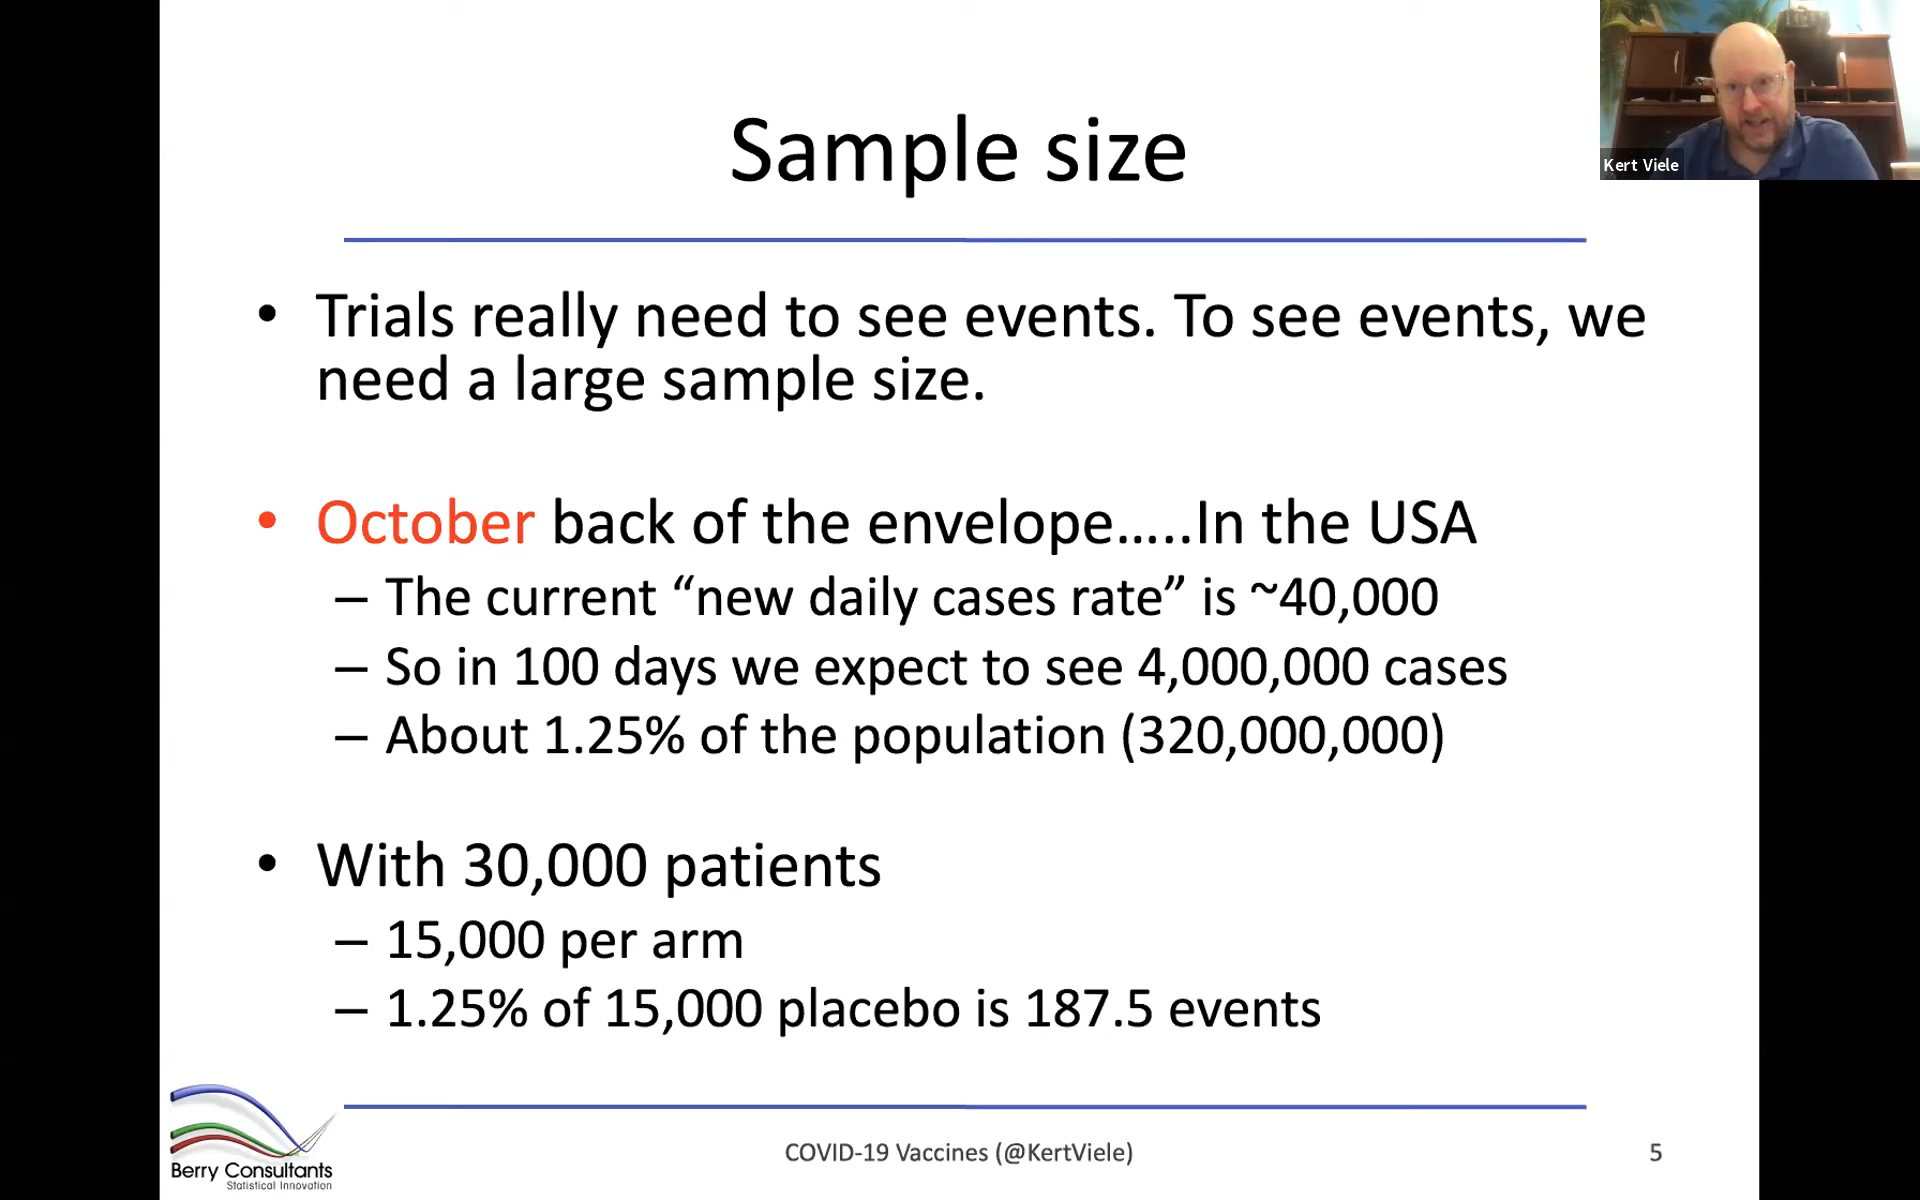 Sample size
Kert Viele
• Trials really need to see events. To see events, we
need a large sample size.
• October back of the envelope…..In the USA
– The current “new daily cases rate” is ~40,000
– So in 100 days we expect to see 4,000,000 cases
– About 1.25% of the population (320,000,000)
• With 30,000 patients
– 15,000 per arm
– 1.25% of 15,000 placebo is 187.5 events
Berry Consultants
Statistical Innovation
COVID-19 Vaccines (@KertViele)
5